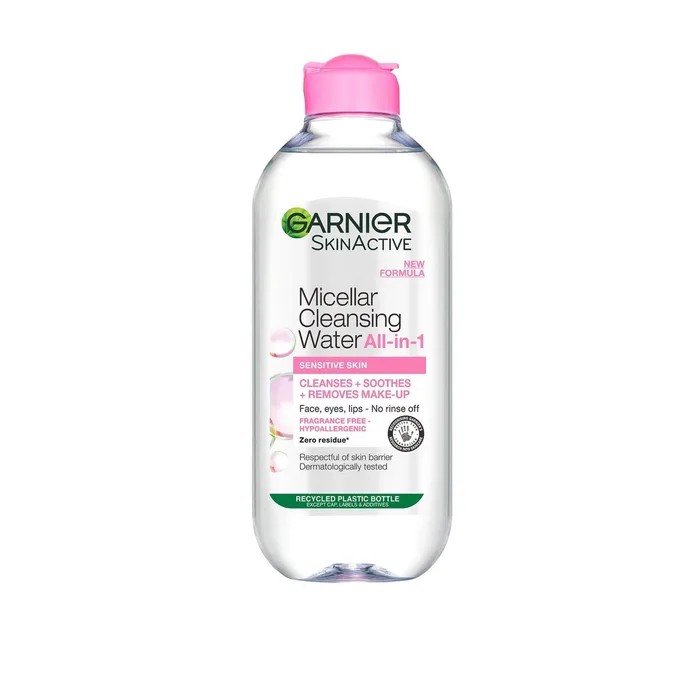 GARNIER
SKINACTIVE
NEW
FORMULA
Micellar
Cleansing
Water All-in-1
SENSITIVE SKIN
CLEANSES + SOOTHES
+ REMOVES MAKE-UP
Face, eyes, lips - No rinse off
FRAGRANCE FREE -
HYPOALLERGENIC
Zero residue*
Respectful of skin barrier
Dermatologically tested
RECYCLED PLASTIC BOTTLE
EXCEPT CAP, LABELS & ADDITIVES